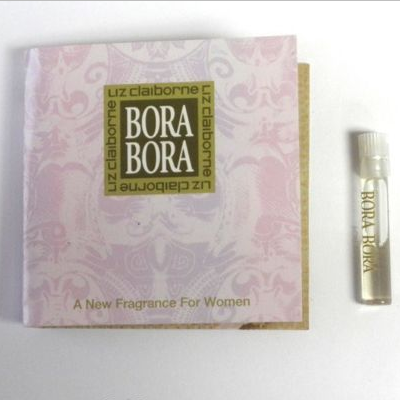 Liz claiborne
Liz claiborne
BORA
BORA
Liz claiborne
Liz claiborne
A New Fragrance For Women
BORA BORA